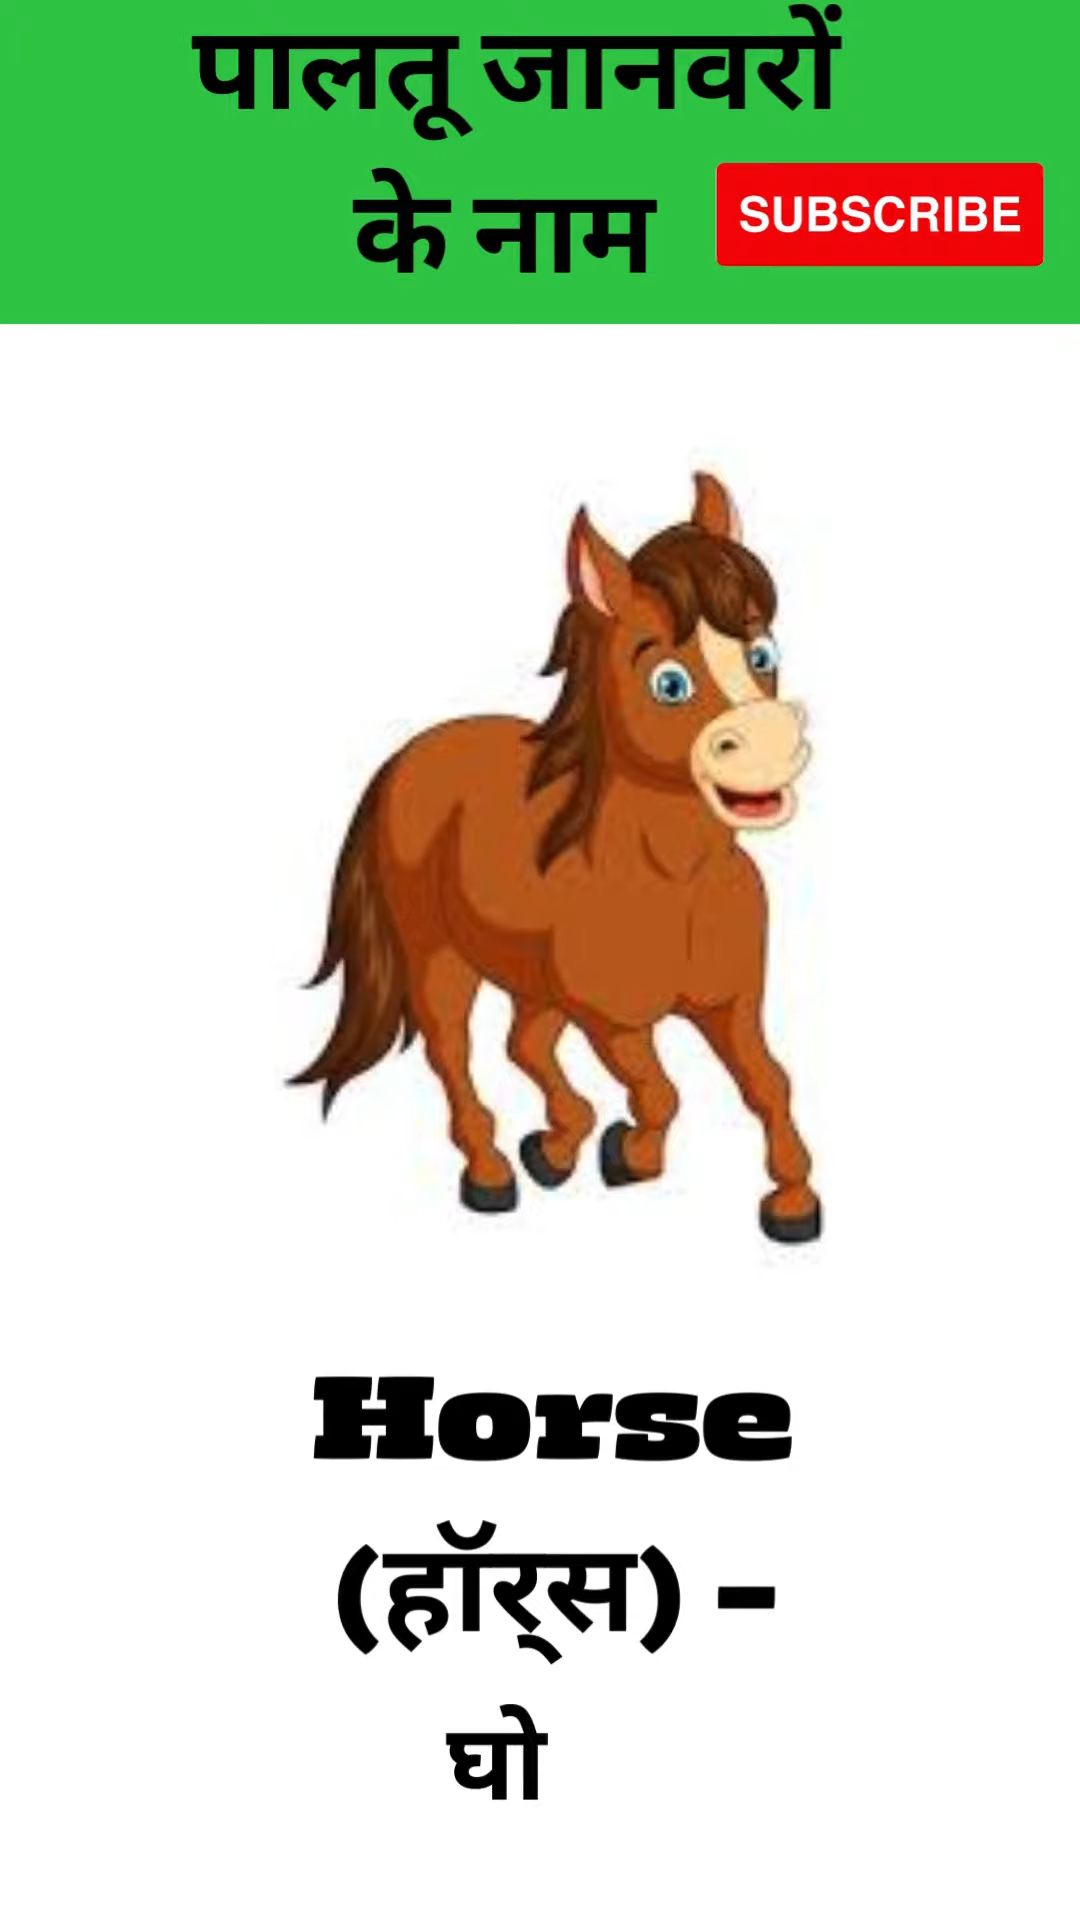 पालतू जानवरों
के नाम
SUBSCRIBE
Horse
(हॉर्‌स) -
घो